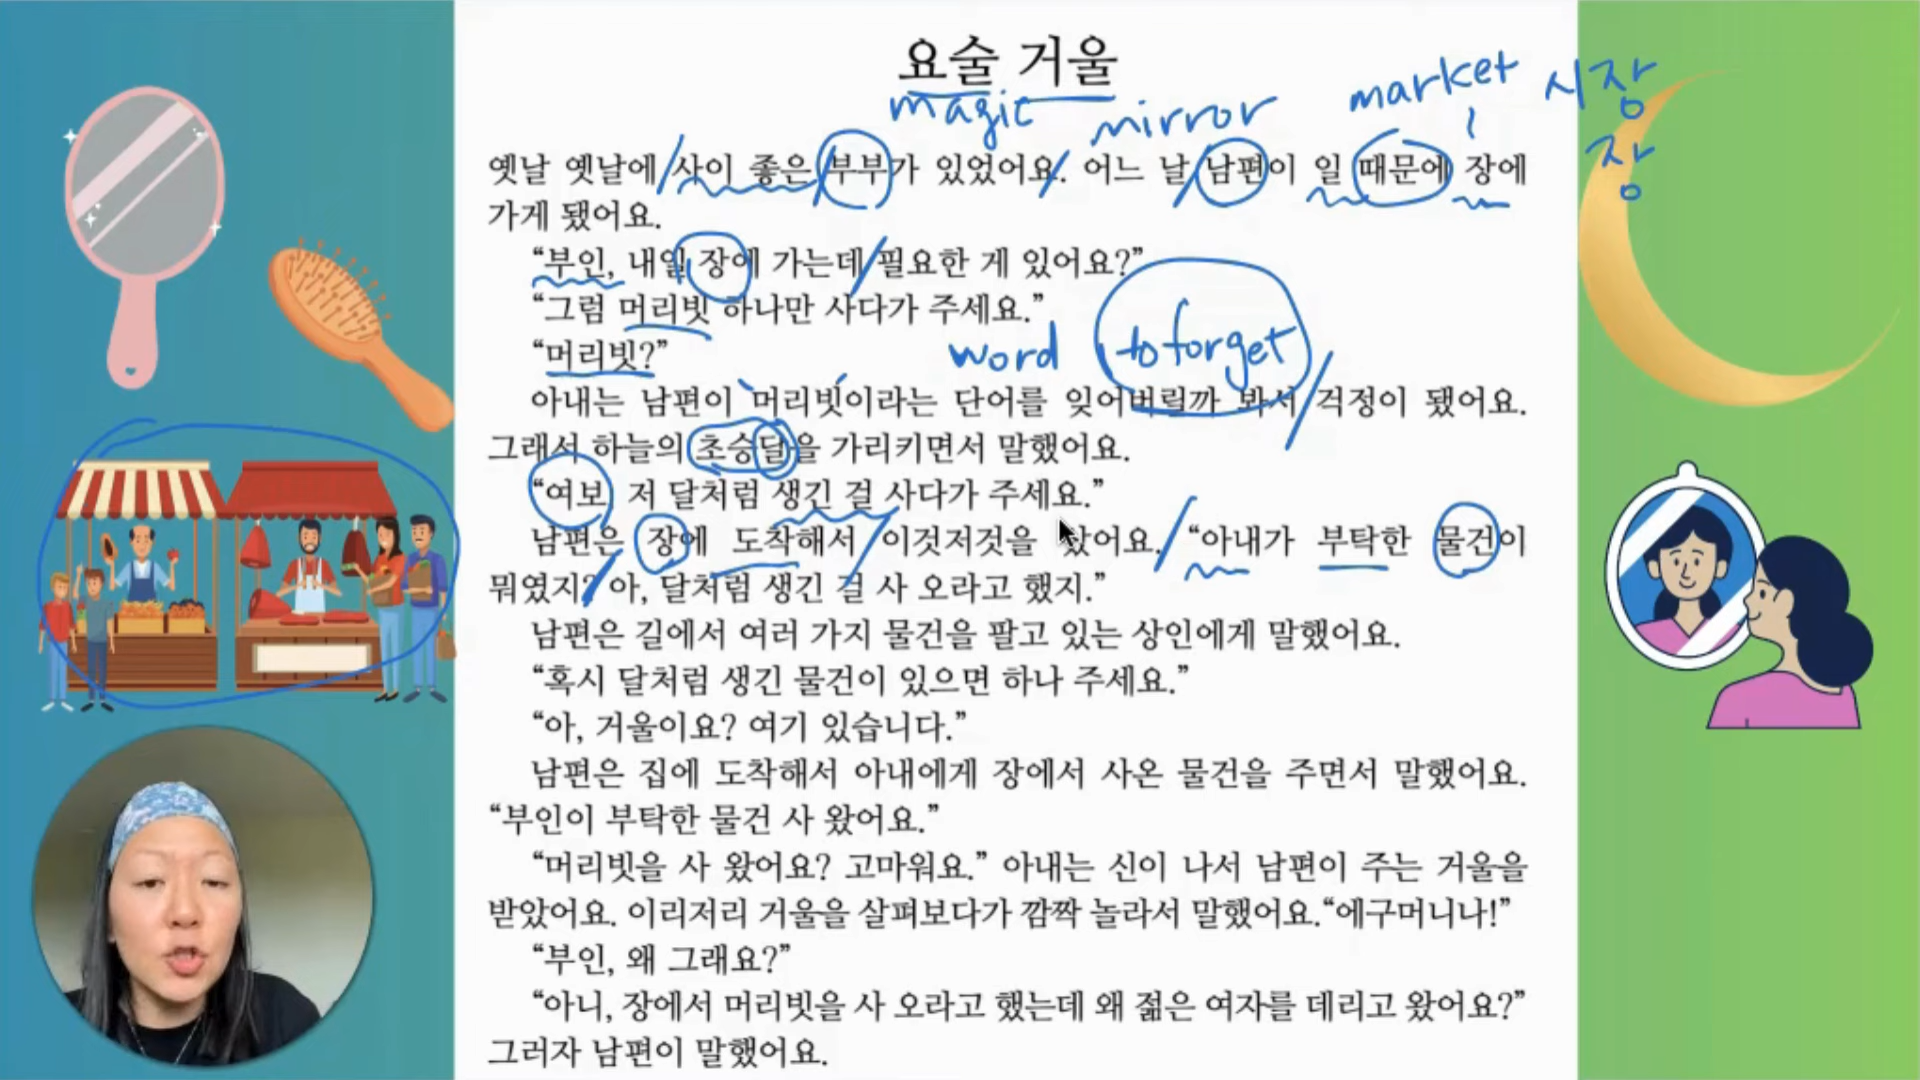 요술 거울
magic
mirror
market
시장
장
옛날 옛날에 사이 좋은 부부가 있었어요. 어느 날 남편이 일 때문에 장에
가게 됐어요.
“부인, 내일 장에 가는데 필요한 게 있어요?”
“그럼 머리빗 하나만 사다가 주세요.”
“머리빗?”
word
to forget
아내는 남편이 ‘머리빗’이라는 단어를 잊어버릴까 봐서 걱정이 됐어요.
그래서 하늘의 초승달을 가리키면서 말했어요.
“여보 저 달처럼 생긴 걸 사다가 주세요.”
남편은 장에 도착해서 이것저것을 았어요. “아내가 부탁한 물건이
뭐였지? 아, 달처럼 생긴 걸 사 오라고 했지.”
남편은 길에서 여러 가지 물건을 팔고 있는 상인에게 말했어요.
“혹시 달처럼 생긴 물건이 있으면 하나 주세요.”
“아, 거울이요? 여기 있습니다.”
남편은 집에 도착해서 아내에게 장에서 사온 물건을 주면서 말했어요.
“부인이 부탁한 물건 사 왔어요.”
“머리빗을 사 왔어요? 고마워요.” 아내는 신이 나서 남편이 주는 거울을
받았어요. 이리저리 거울을 살펴보다가 깜짝 놀라서 말했어요.“에구머니나!”
“부인, 왜 그래요?”
“아니, 장에서 머리빗을 사 오라고 했는데 왜 젊은 여자를 데리고 왔어요?”
그러자 남편이 말했어요.